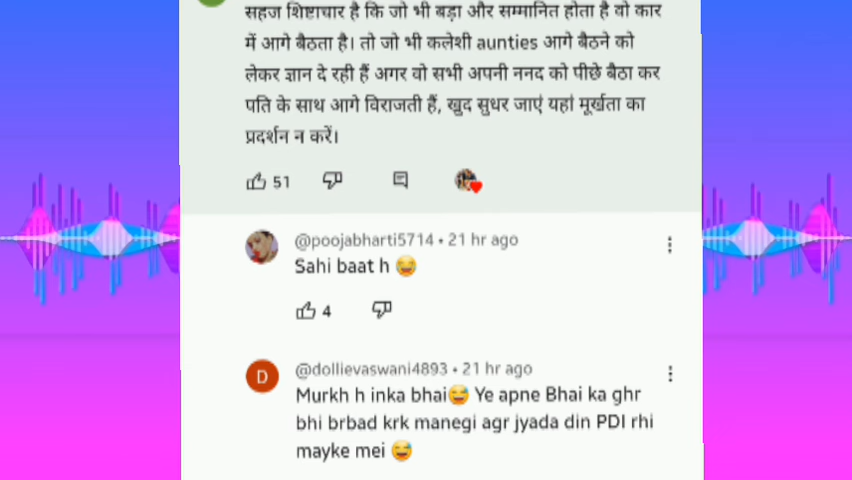 सहज शिष्टाचार है कि जो भी बड़ा और सम्मानित होता है वो कार
में आगे बैठता है। तो जो भी कलेशी aunties आगे बैठने को
लेकर ज्ञान दे रही हैं अगर वो सभी अपनी ननद को पीछे बैठा कर
पति के साथ आगे विराजती हैं, खुद सुधर जाएं यहां मूर्खता का
प्रदर्शन न करें।
51
@poojabharti5714 • 21 hr ago
Sahi baat h 😂
4
D
@dollievaswani4893 • 21 hr ago
Murkh h inka bhai😅 Ye apne Bhai ka ghr
bhi brbad krk manegi agr jyada din PDI rhi
mayke mei 😅